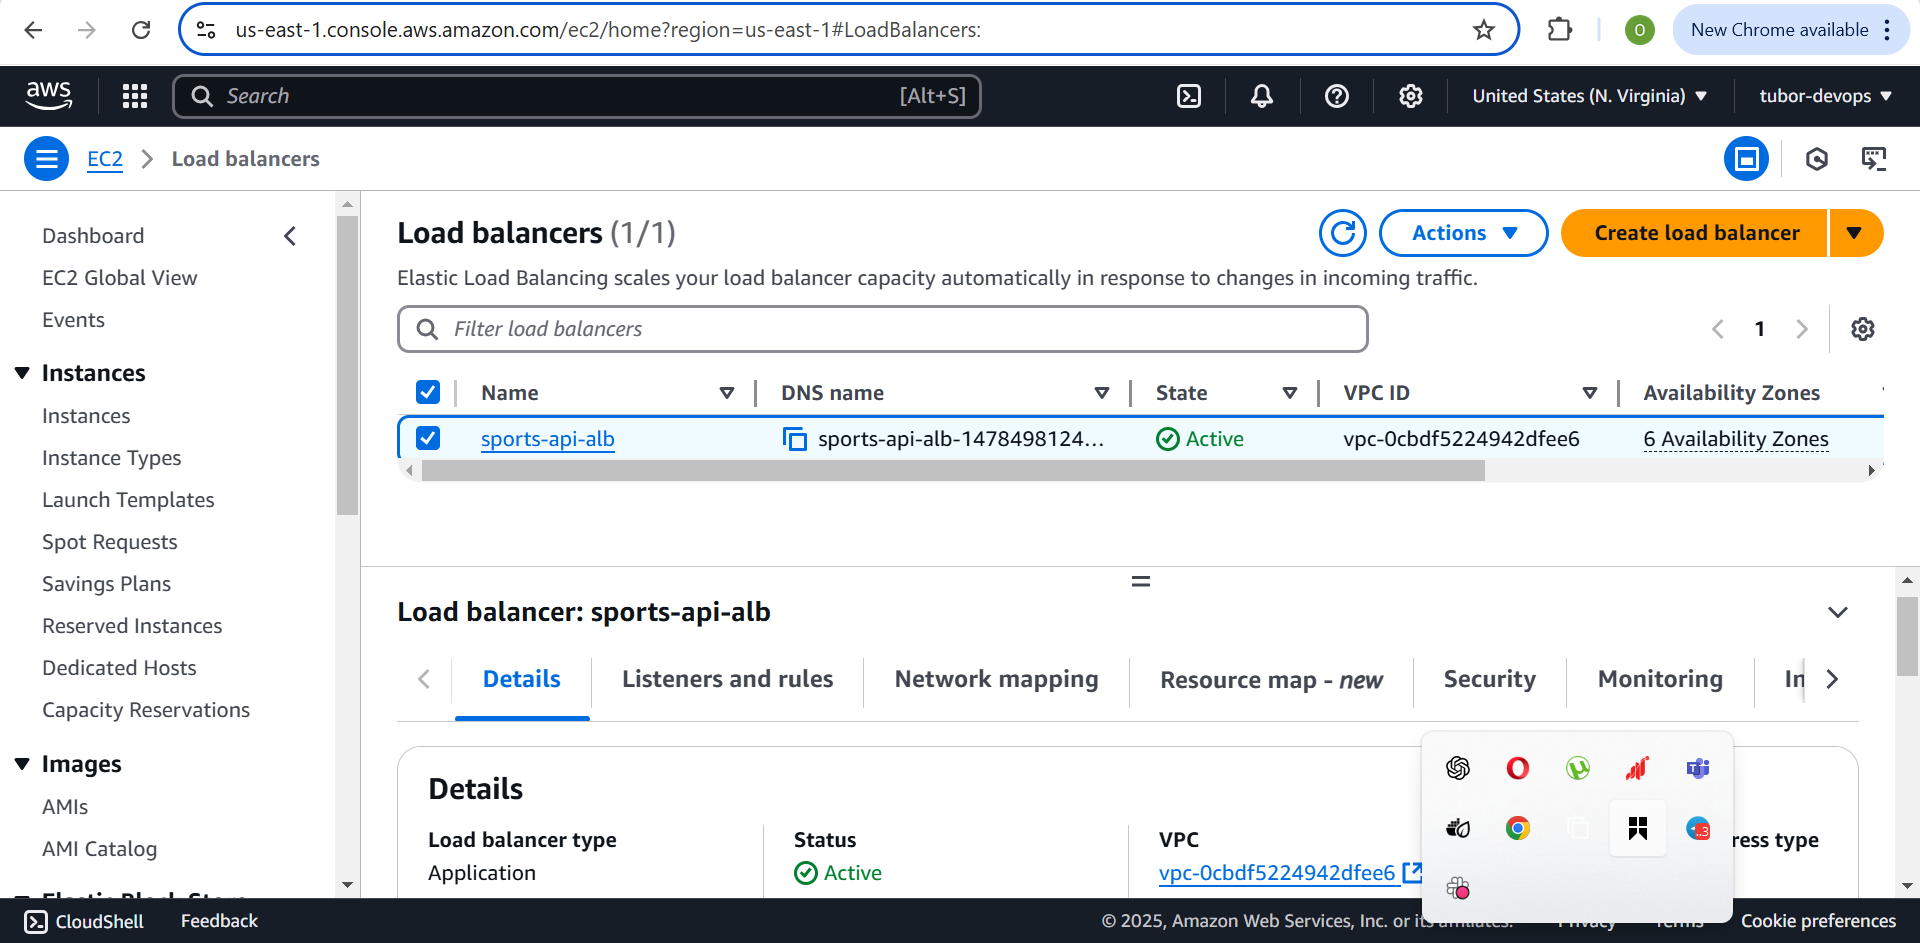 us-east-1.console.aws.amazon.com/ec2/home?region=us-east-1#LoadBalancers:
O
New Chrome available
aws
Search
[Alt+S]
United States (N. Virginia)
tubor-devops
EC2
Load balancers
Dashboard
EC2 Global View
Events
Instances
Instances
Instance Types
Launch Templates
Spot Requests
Savings Plans
Reserved Instances
Dedicated Hosts
Capacity Reservations
Images
AMIs
AMI Catalog
Load balancers (1/1)
Actions
Create load balancer
Elastic Load Balancing scales your load balancer capacity automatically in response to changes in incoming traffic.
Filter load balancers
1
Name
DNS name
State
VPC ID
Availability Zones
sports-api-alb
sports-api-alb-1478498124...
Active
vpc-0cbdf5224942dfee6
6 Availability Zones
Load balancer: sports-api-alb
Details
Listeners and rules
Network mapping
Resource map - new
Security
Monitoring
Details
Load balancer type
Application
Status
Active
VPC
vpc-0cbdf5224942dfee6
ress type
CloudShell
Feedback
© 2025, Amazon Web Services, Inc. or its affiliates.
Privacy
Terms
Cookie preferences